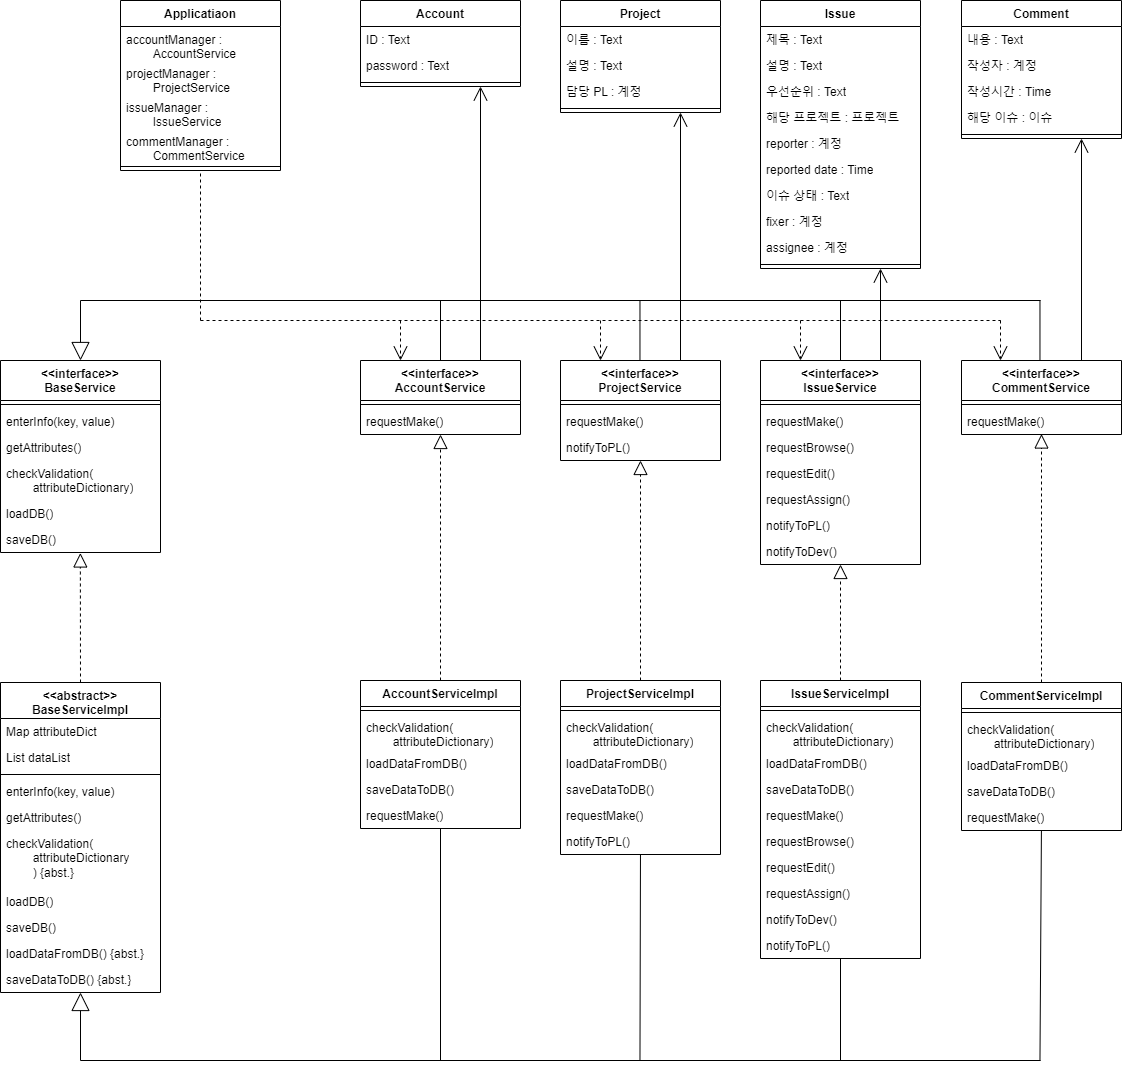 Applicatiaon
accountManager :
AccountService
projectManager :
ProjectService
issueManager :
IssueService
commentManager :
CommentService
Account
ID : Text
password : Text
Project
이름 : Text
설명 : Text
담당 PL : 계정
Issue
제목 : Text
설명 : Text
우선순위 : Text
해당 프로젝트 : 프로젝트
reporter : 계정
reported date : Time
이슈 상태 : Text
fixer : 계정
assignee : 계정
Comment
내용 : Text
작성자 : 계정
작성시간 : Time
해당 이슈 : 이슈
<<interface>>
BaseService
enterInfo(key, value)
getAttributes()
checkValidation(
attributeDictionary)
loadDB()
saveDB()
<<interface>>
AccountService
requestMake()
<<interface>>
ProjectService
requestMake()
notifyToPL()
<<interface>>
IssueService
requestMake()
requestBrowse()
requestEdit()
requestAssign()
notifyToPL()
notifyToDev()
<<interface>>
CommentService
requestMake()
<<abstract>>
BaseServiceImpl
Map attributeDict
List dataList
enterInfo(key, value)
getAttributes()
checkValidation(
attributeDictionary
) {abst.}
loadDB()
saveDB()
loadDataFromDB() {abst.}
saveDataToDB() {abst.}
AccountServiceImpl
checkValidation(
attributeDictionary)
loadDataFromDB()
saveDataToDB()
requestMake()
ProjectServiceImpl
checkValidation(
attributeDictionary)
loadDataFromDB()
saveDataToDB()
requestMake()
notifyToPL()
IssueServiceImpl
checkValidation(
attributeDictionary)
loadDataFromDB()
saveDataToDB()
requestMake()
requestBrowse()
requestEdit()
requestAssign()
notifyToDev()
notifyToPL()
CommentServiceImpl
checkValidation(
attributeDictionary)
loadDataFromDB()
saveDataToDB()
requestMake()